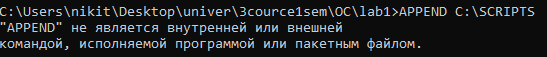 C:\Users\nikit\Desktop\univer\3cource1sem\OC\lab1>APPEND C:\SCRIPTS
"APPEND" не является внутренней или внешней
командой, исполняемой программой или пакетным файлом.